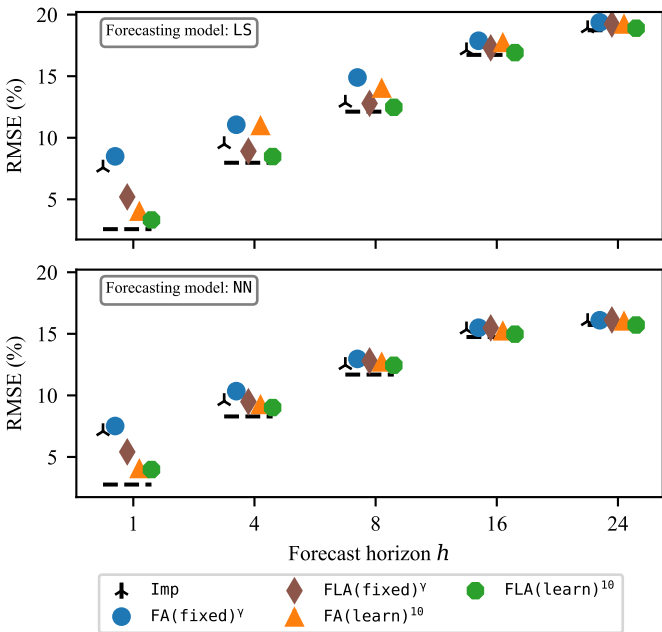 20
Forecasting model: LS
15
10
5
RMSE (%)
20
Forecasting model: NN
15
10
5
RMSE (%)
1 4 8 16 24
Forecast horizon h
Imp FLA(fixed)ᵞ FLA(learn)¹⁰
FA(fixed)ᵞ FA(learn)¹⁰